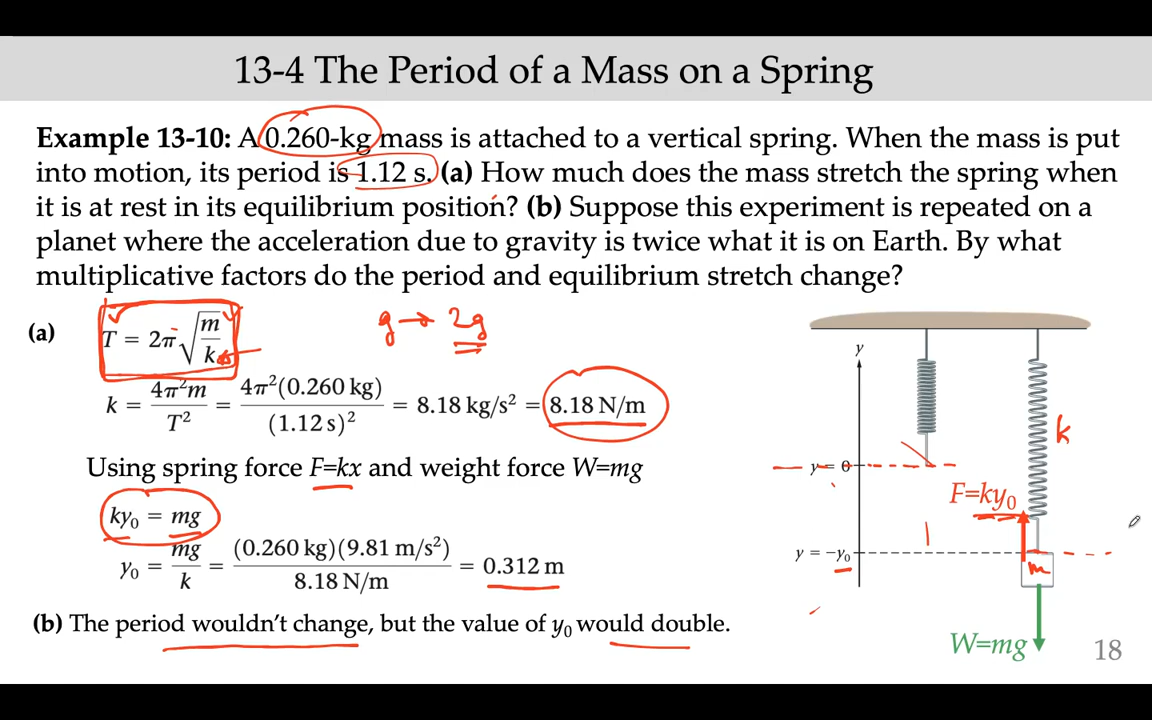 13-4 The Period of a Mass on a Spring
Example 13-10: A 0.260-kg mass is attached to a vertical spring. When the mass is put
into motion, its period is 1.12 s. (a) How much does the mass stretch the spring when
it is at rest in its equilibrium position? (b) Suppose this experiment is repeated on a
planet where the acceleration due to gravity is twice what it is on Earth. By what
multiplicative factors do the period and equilibrium stretch change?
(a) T = 2π√(m/k)
g → 2g
k = 4π²m/T² = 4π²(0.260 kg)/(1.12 s)² = 8.18 kg/s² = 8.18 N/m
Using spring force F=kx and weight force W=mg
ky₀ = mg
y₀ = mg/k = (0.260 kg)(9.81 m/s²)/8.18 N/m = 0.312 m
(b) The period wouldn't change, but the value of y₀ would double.
y
k
y = 0
F=ky₀
y = −y₀
m
W=mg
18